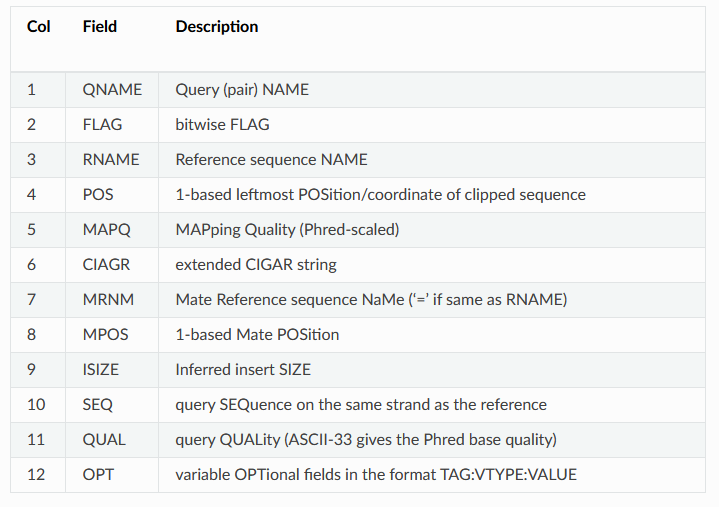 Col Field Description
1 QNAME Query (pair) NAME
2 FLAG bitwise FLAG
3 RNAME Reference sequence NAME
4 POS 1-based leftmost POSition/coordinate of clipped sequence
5 MAPQ MAPping Quality (Phred-scaled)
6 CIAGR extended CIGAR string
7 MRNM Mate Reference sequence NaMe (‘=’ if same as RNAME)
8 MPOS 1-based Mate POSition
9 ISIZE Inferred insert SIZE
10 SEQ query SEQuence on the same strand as the reference
11 QUAL query QUALity (ASCII-33 gives the Phred base quality)
12 OPT variable OPTional fields in the format TAG:VTYPE:VALUE